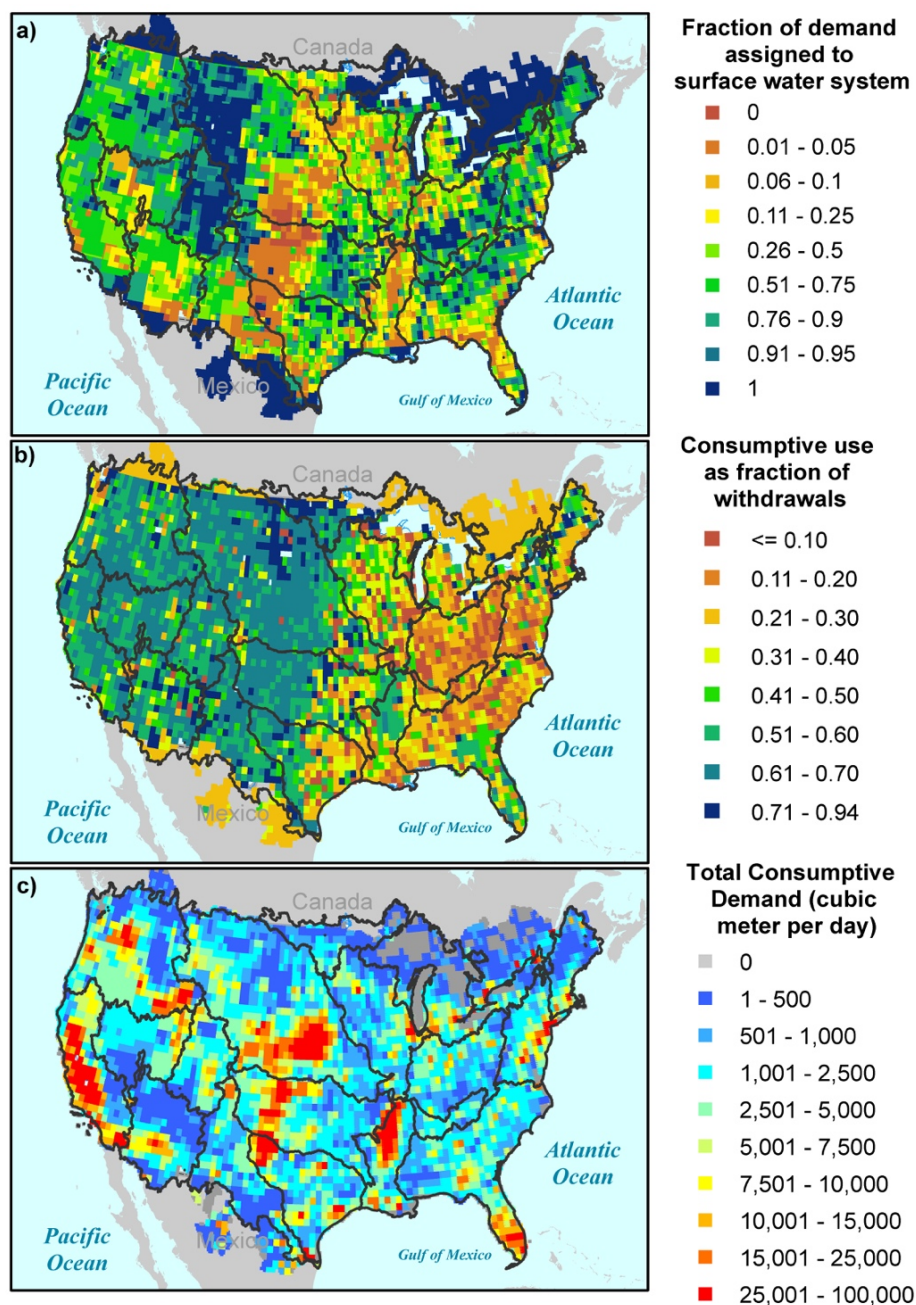 a)
Canada
Atlantic
Ocean
Pacific
Ocean
Mexico
Gulf of Mexico
Fraction of demand
assigned to
surface water system
0
0.01 - 0.05
0.06 - 0.1
0.11 - 0.25
0.26 - 0.5
0.51 - 0.75
0.76 - 0.9
0.91 - 0.95
1
b)
Canada
Atlantic
Ocean
Pacific
Ocean
Mexico
Gulf of Mexico
Consumptive use
as fraction of
withdrawals
<= 0.10
0.11 - 0.20
0.21 - 0.30
0.31 - 0.40
0.41 - 0.50
0.51 - 0.60
0.61 - 0.70
0.71 - 0.94
c)
Canada
Atlantic
Ocean
Pacific
Ocean
Mexico
Gulf of Mexico
Total Consumptive
Demand (cubic
meter per day)
0
1 - 500
501 - 1,000
1,001 - 2,500
2,501 - 5,000
5,001 - 7,500
7,501 - 10,000
10,001 - 15,000
15,001 - 25,000
25,001 - 100,000